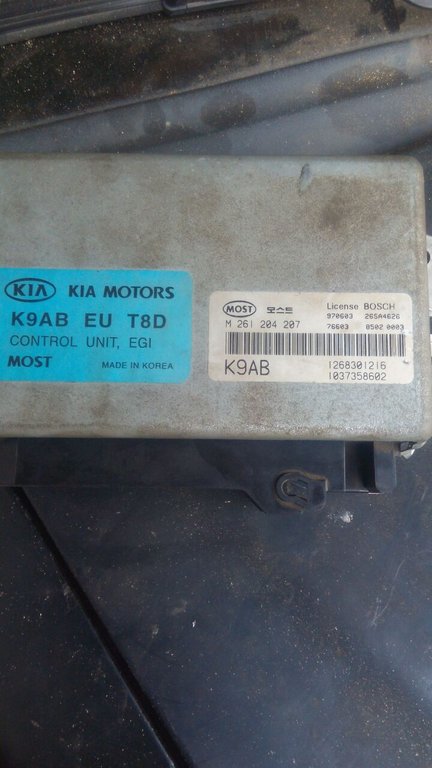 KIA KIA MOTORS
K9AB EU T8D
CONTROL UNIT, EGI
MOST MADE IN KOREA
MOST 모스트 License BOSCH
970603 26SA4626
M 261 204 207 76603 8502 0003
K9AB 1268301216
1037358602